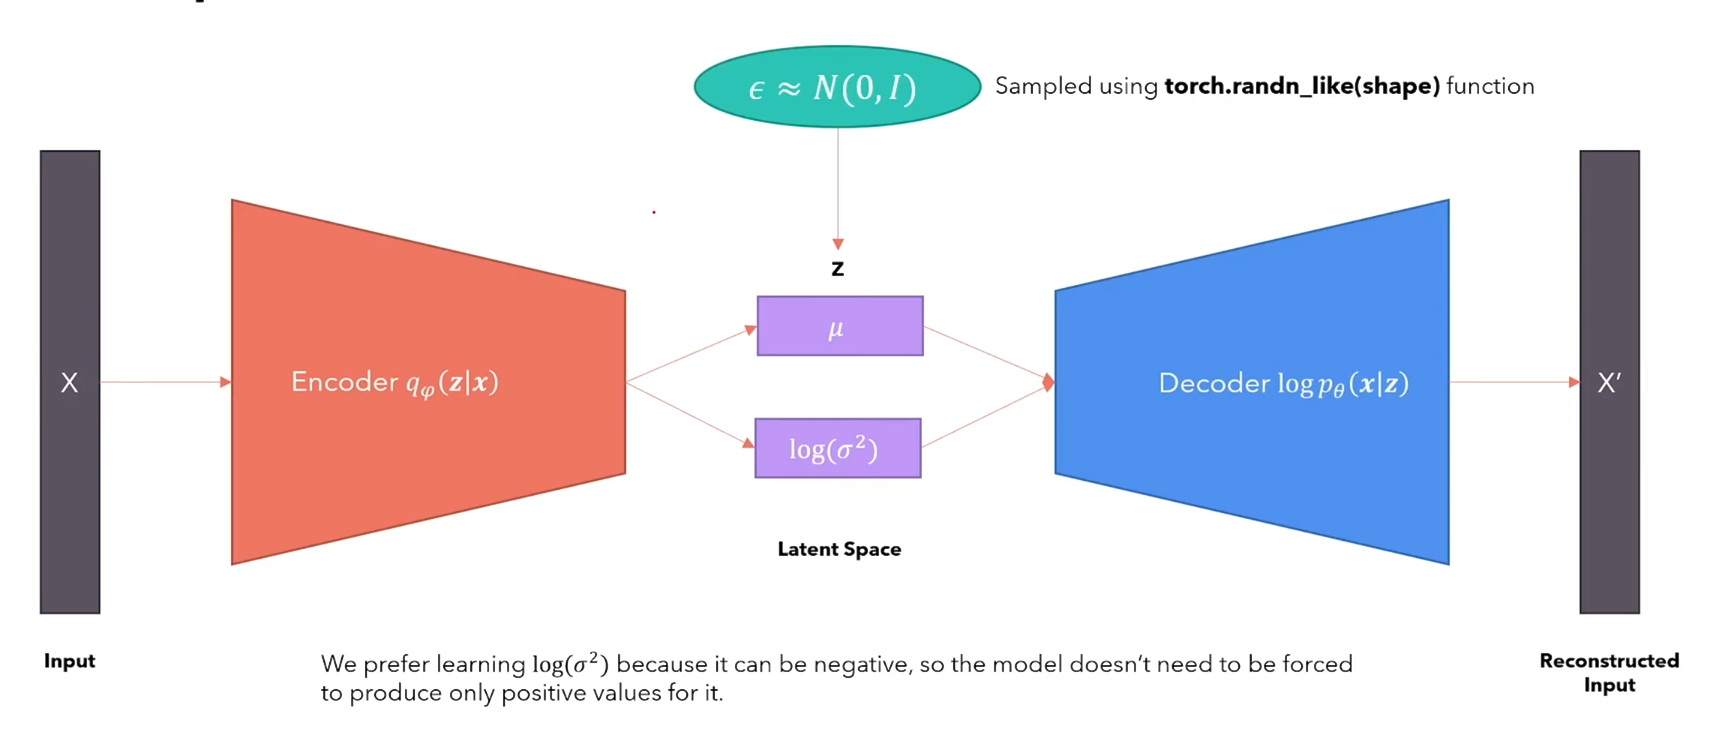 ϵ ≈ N(0, I)
Sampled using torch.randn_like(shape) function
z
μ
X
Encoder qφ(z|x)
Decoder log pθ(x|z)
X′
log(σ²)
Latent Space
Input
We prefer learning log(σ²) because it can be negative, so the model doesn't need to be forced
to produce only positive values for it.
Reconstructed
Input